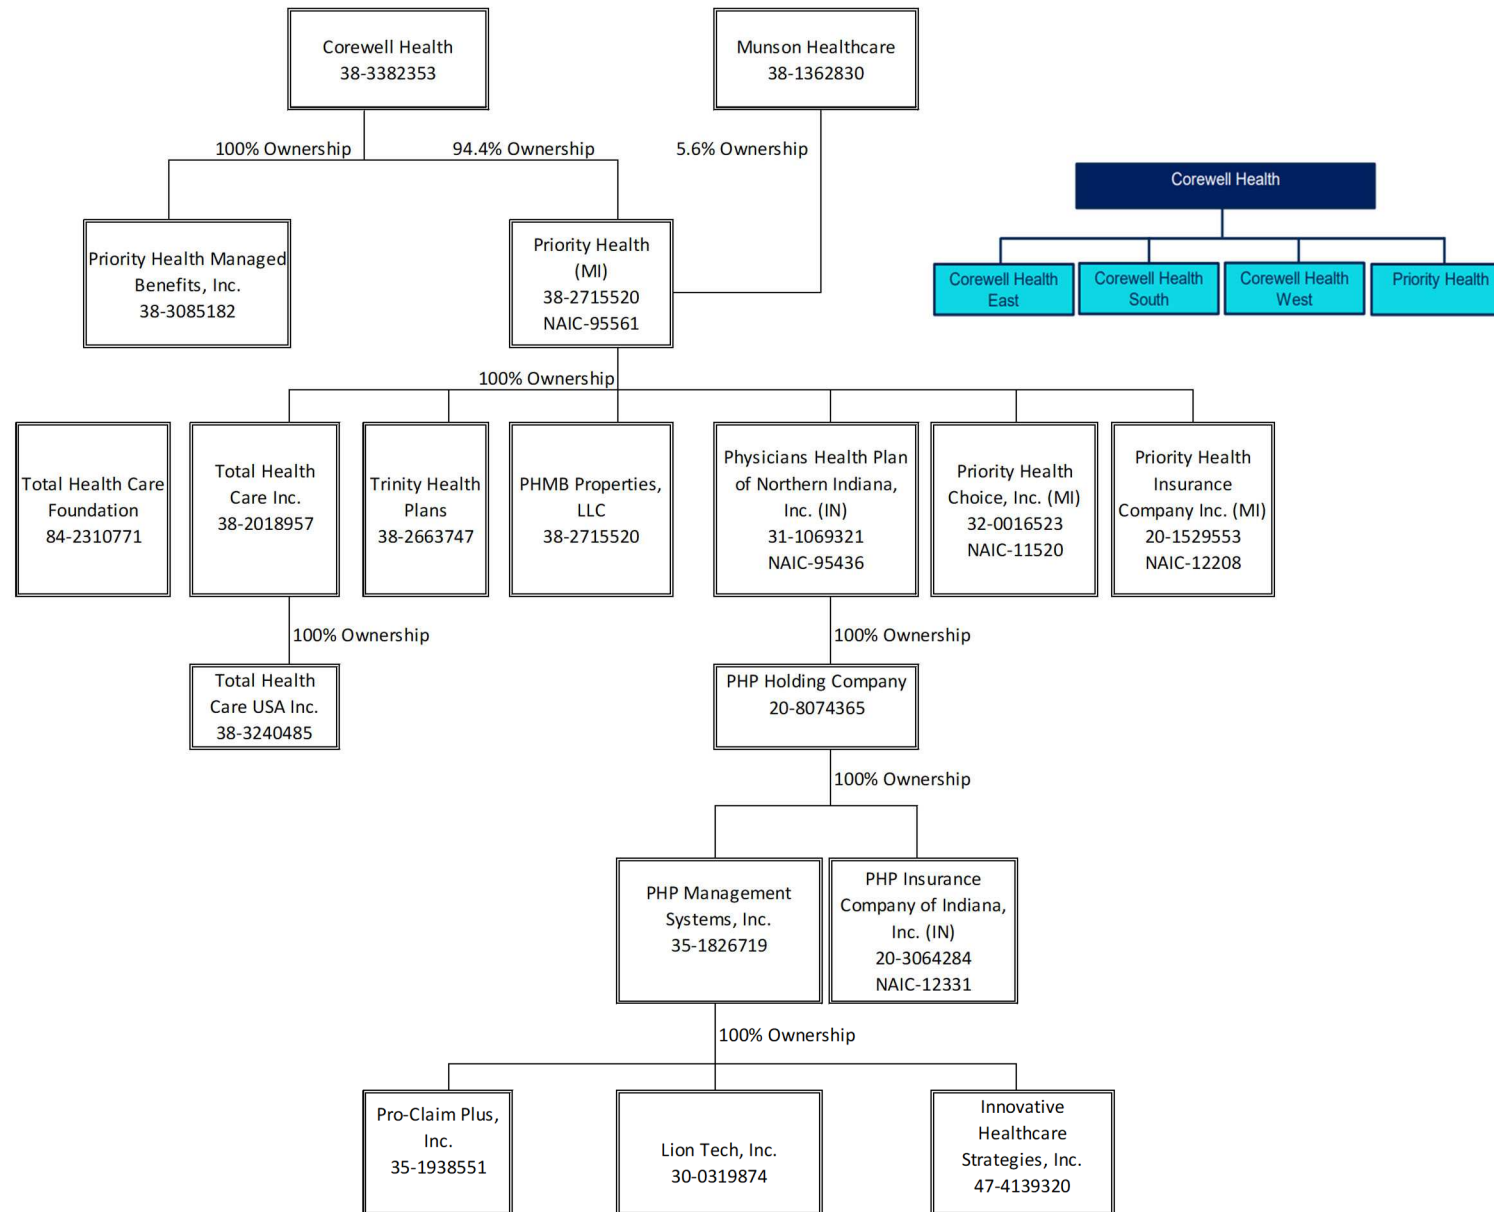 Corewell Health
38-3382353
Munson Healthcare
38-1362830
100% Ownership
94.4% Ownership
5.6% Ownership
Corewell Health
Corewell Health
East
Corewell Health
South
Corewell Health
West
Priority Health
Priority Health Managed
Benefits, Inc.
38-3085182
Priority Health
(MI)
38-2715520
NAIC-95561
100% Ownership
Total Health Care
Foundation
84-2310771
Total Health
Care Inc.
38-2018957
Trinity Health
Plans
38-2663747
PHMB Properties,
LLC
38-2715520
Physicians Health Plan
of Northern Indiana,
Inc. (IN)
31-1069321
NAIC-95436
Priority Health
Choice, Inc. (MI)
32-0016523
NAIC-11520
Priority Health
Insurance
Company Inc. (MI)
20-1529553
NAIC-12208
100% Ownership
100% Ownership
Total Health
Care USA Inc.
38-3240485
PHP Holding Company
20-8074365
100% Ownership
PHP Management
Systems, Inc.
35-1826719
PHP Insurance
Company of Indiana,
Inc. (IN)
20-3064284
NAIC-12331
100% Ownership
Pro-Claim Plus,
Inc.
35-1938551
Lion Tech, Inc.
30-0319874
Innovative
Healthcare
Strategies, Inc.
47-4139320